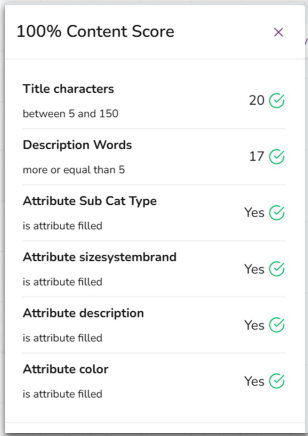 100% Content Score
Title characters
between 5 and 150
20
Description Words
more or equal than 5
17
Attribute Sub Cat Type
is attribute filled
Yes
Attribute sizesystembrand
is attribute filled
Yes
Attribute description
is attribute filled
Yes
Attribute color
is attribute filled
Yes